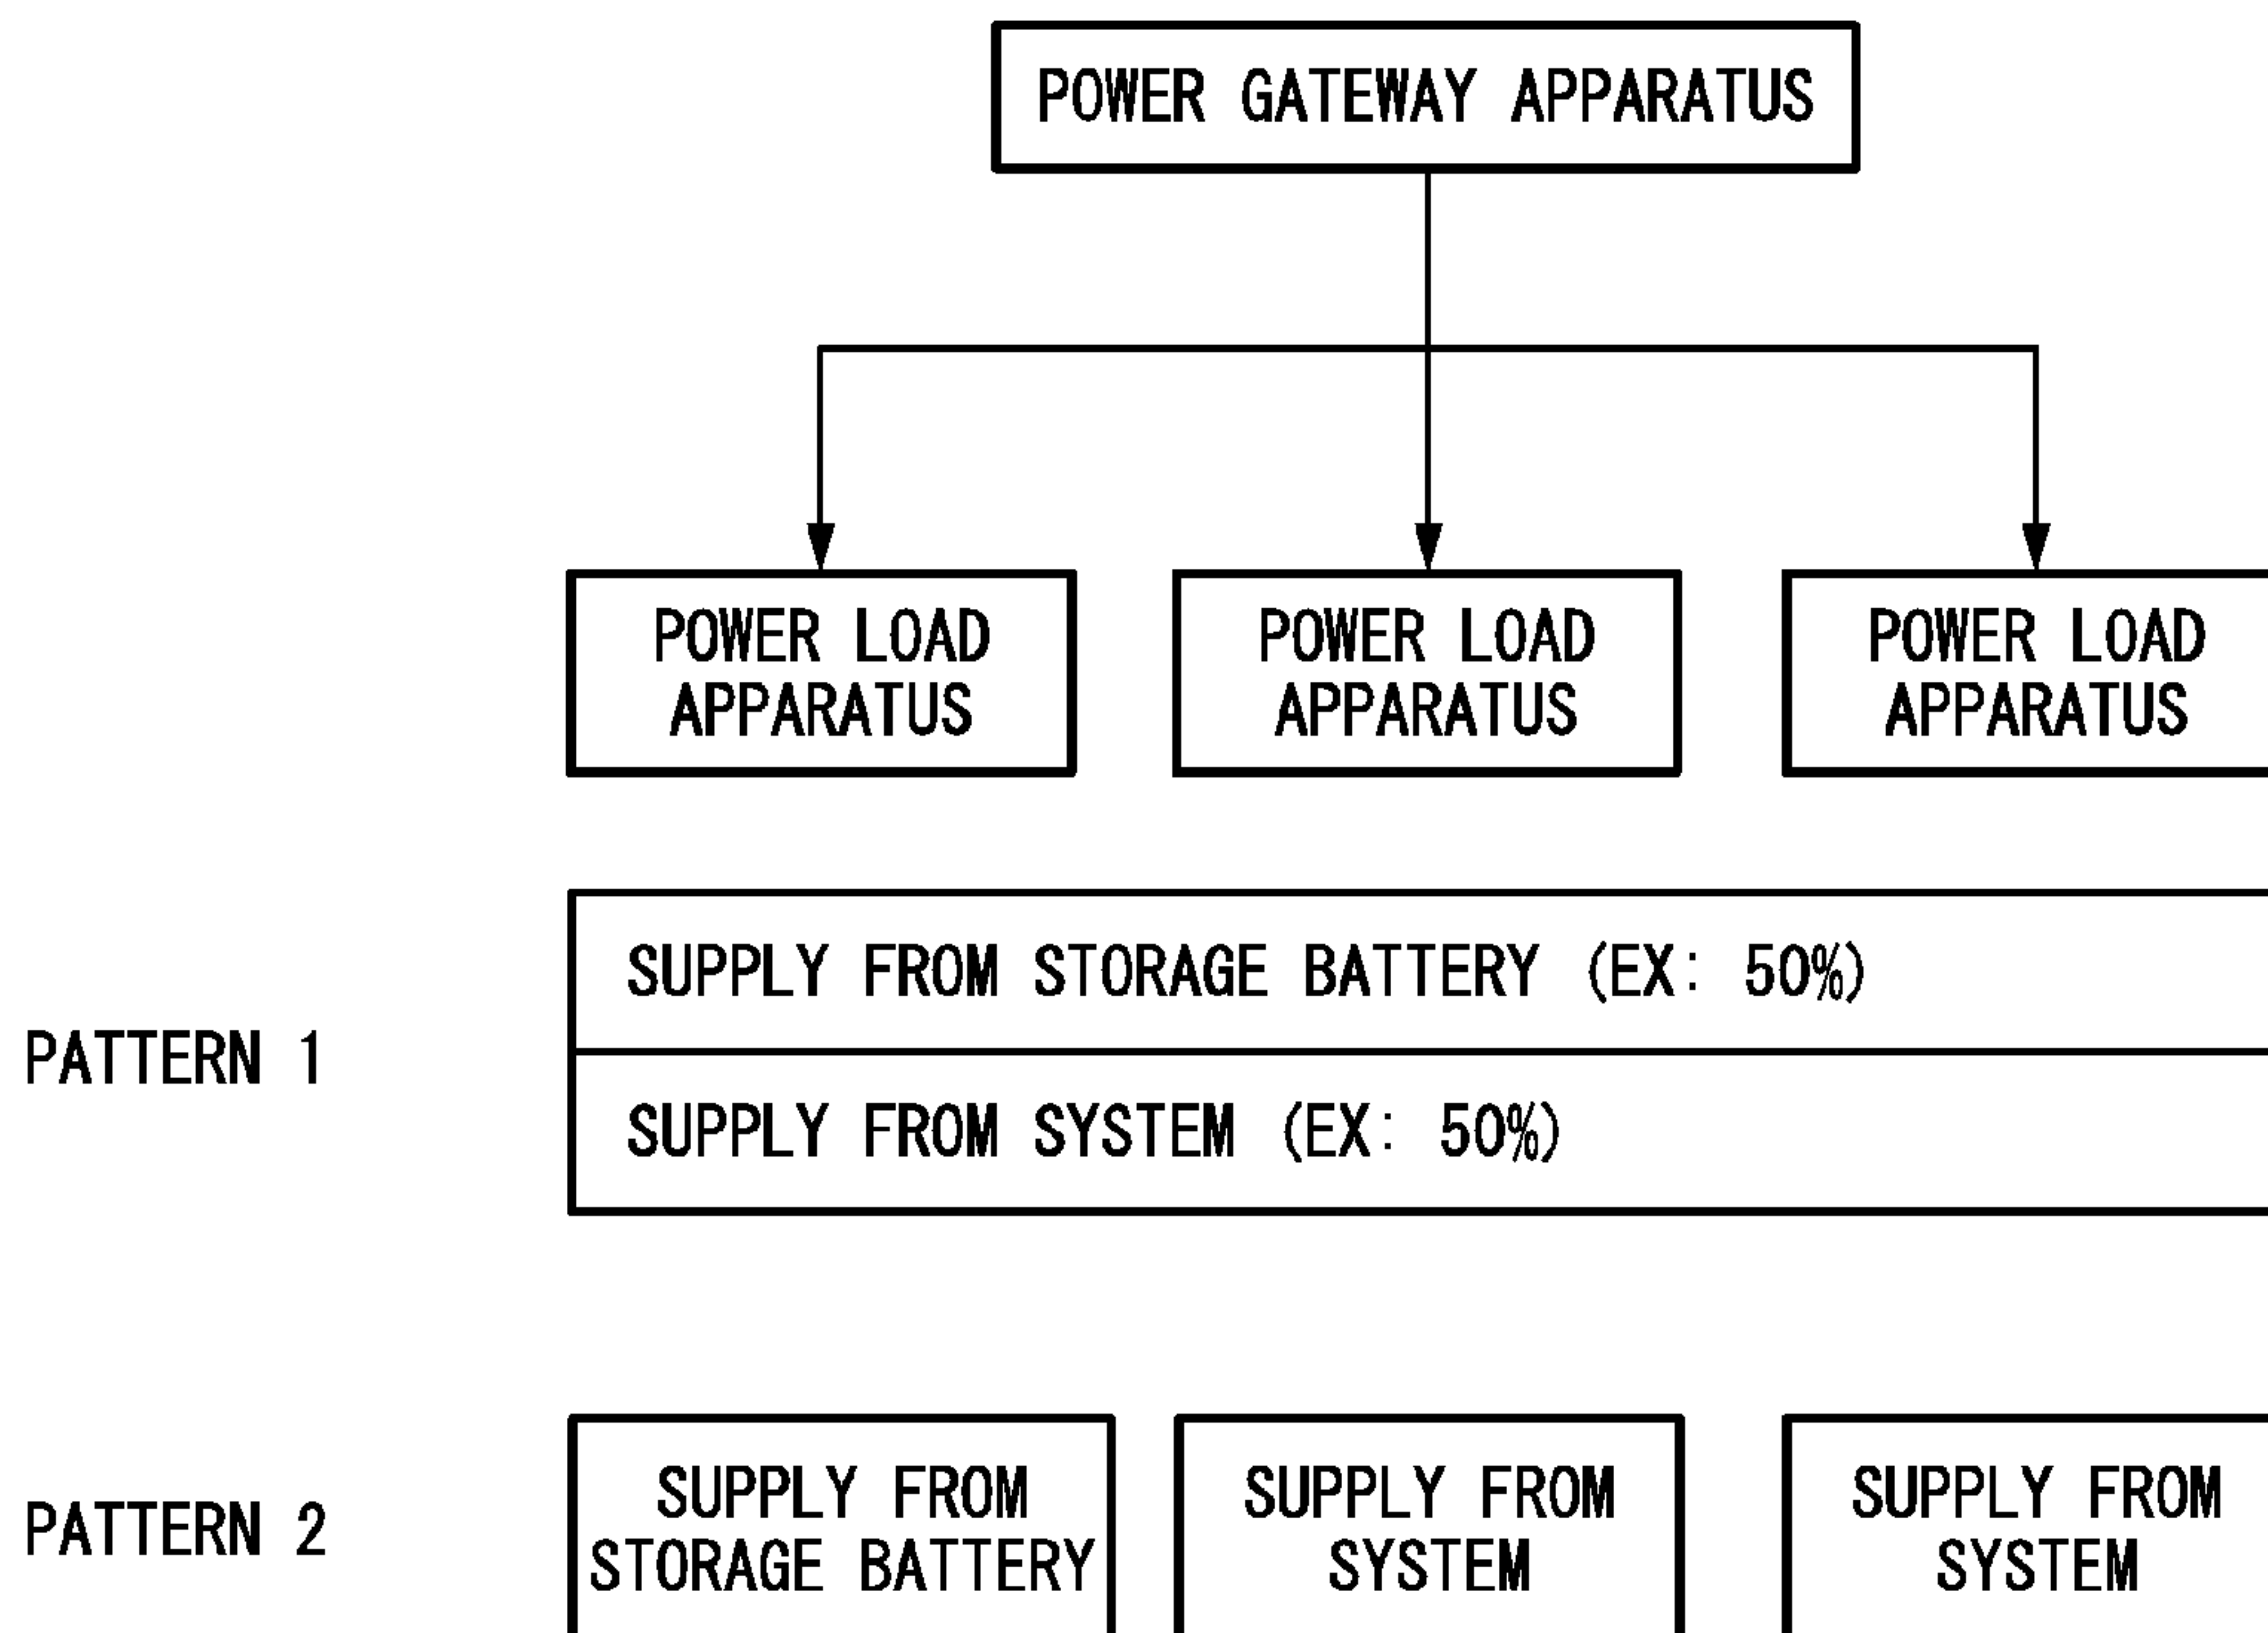 POWER GATEWAY APPARATUS
POWER LOAD
APPARATUS
POWER LOAD
APPARATUS
POWER LOAD
APPARATUS
PATTERN 1
SUPPLY FROM STORAGE BATTERY (EX: 50%)
SUPPLY FROM SYSTEM (EX: 50%)
PATTERN 2
SUPPLY FROM
STORAGE BATTERY
SUPPLY FROM
SYSTEM
SUPPLY FROM
SYSTEM